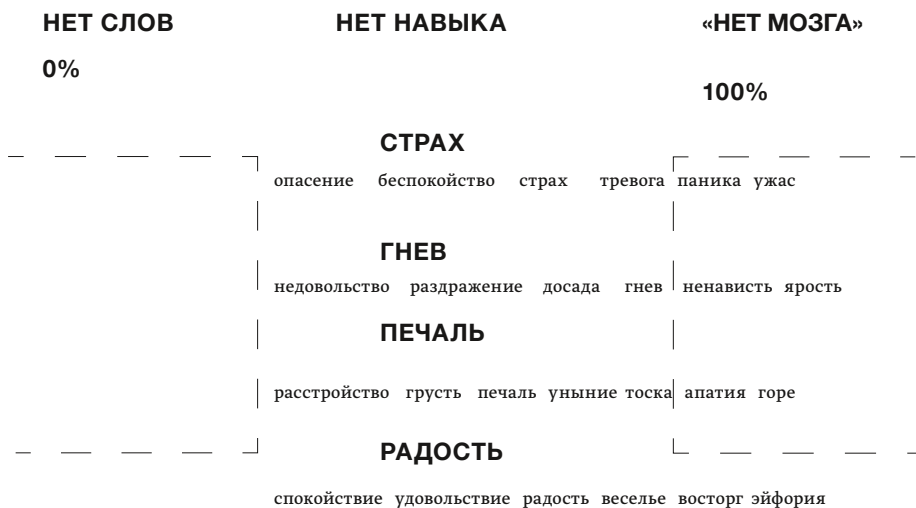 НЕТ СЛОВ НЕТ НАВЫКА «НЕТ МОЗГА»
0%
100%
СТРАХ
опасение беспокойство страх тревога паника ужас
ГНЕВ
недовольство раздражение досада гнев ненависть ярость
ПЕЧАЛЬ
расстройство грусть печаль уныние тоска апатия горе
РАДОСТЬ
спокойствие удовольствие радость веселье восторг эйфория